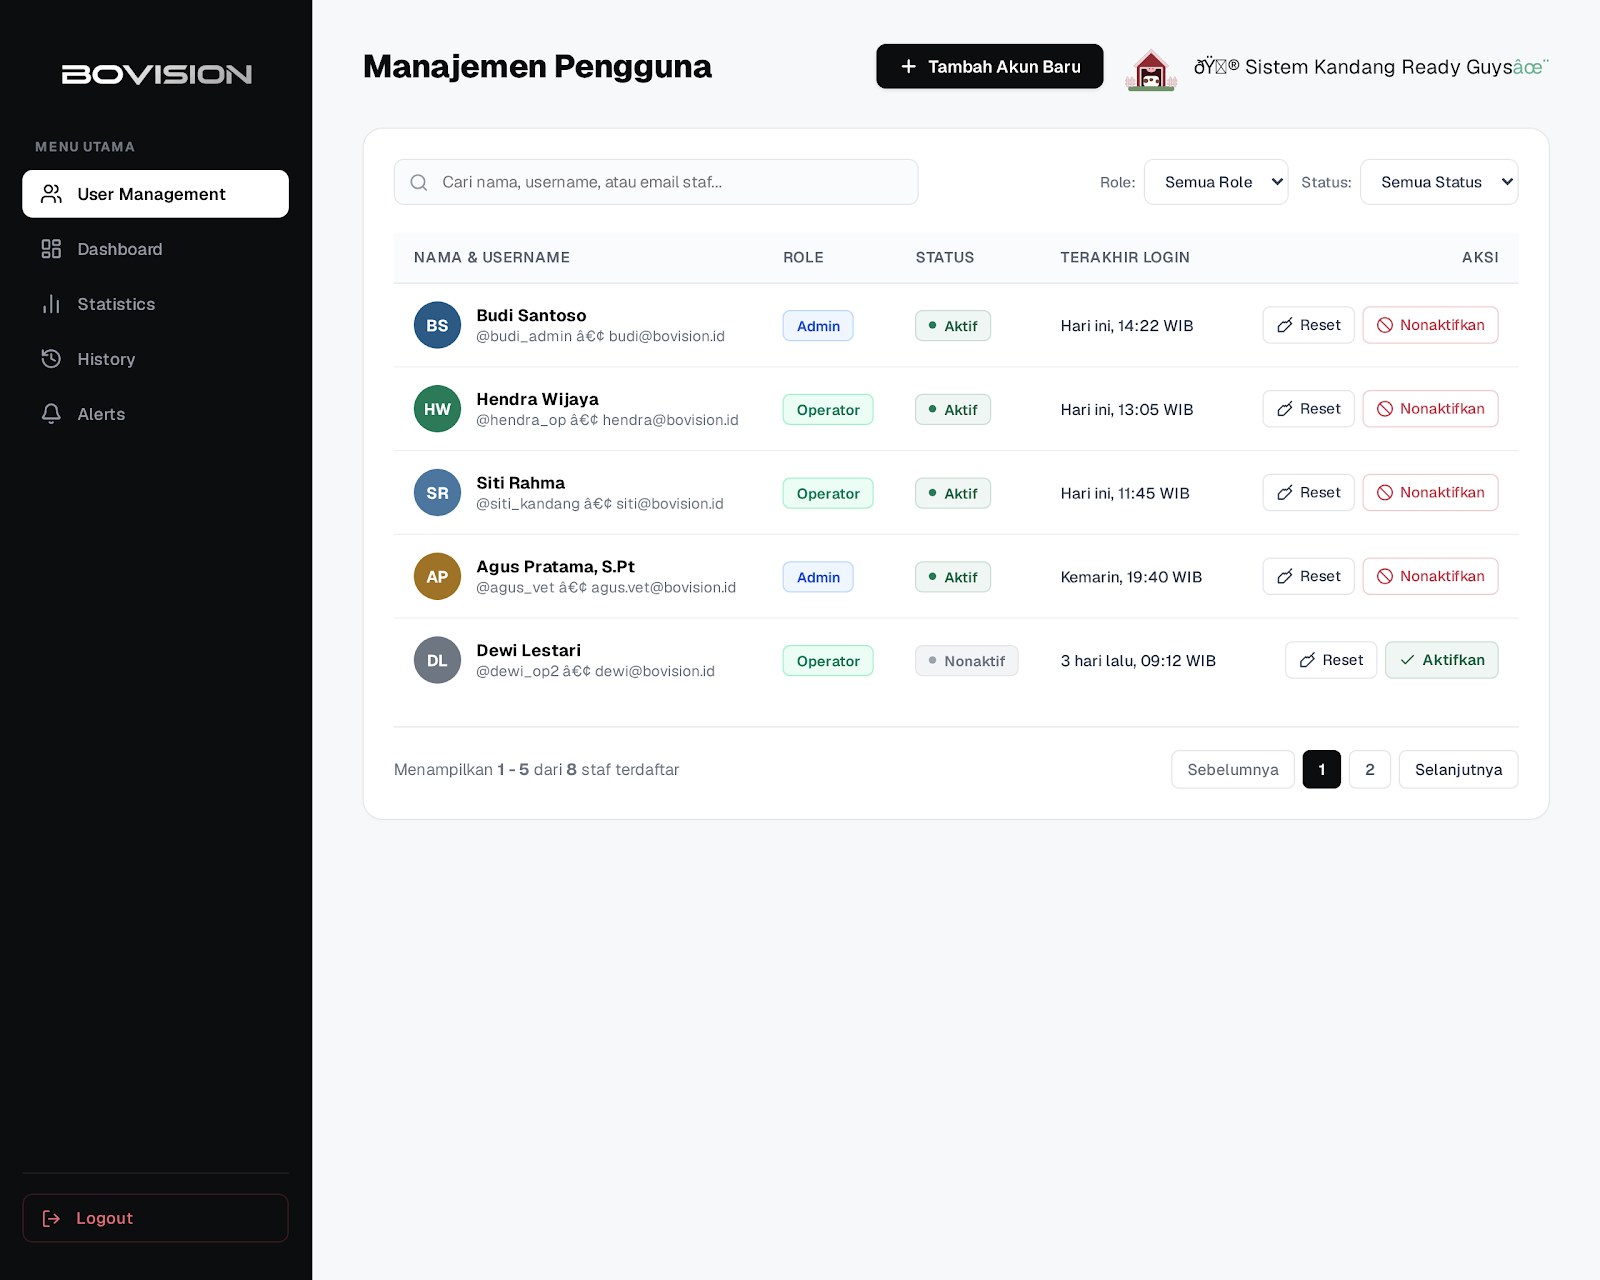 BOVISION
MENU UTAMA
User Management
Dashboard
Statistics
History
Alerts
Logout
Manajemen Pengguna
Tambah Akun Baru
ðŸ® Sistem Kandang Ready Guysâœ¨
Cari nama, username, atau email staf...
Role: Semua Role Status: Semua Status
NAMA & USERNAME ROLE STATUS TERAKHIR LOGIN AKSI
BS Budi Santoso
@budi_admin â€¢ budi@bovision.id
Admin Aktif Hari ini, 14:22 WIB Reset Nonaktifkan
HW Hendra Wijaya
@hendra_op â€¢ hendra@bovision.id
Operator Aktif Hari ini, 13:05 WIB Reset Nonaktifkan
SR Siti Rahma
@siti_kandang â€¢ siti@bovision.id
Operator Aktif Hari ini, 11:45 WIB Reset Nonaktifkan
AP Agus Pratama, S.Pt
@agus_vet â€¢ agus.vet@bovision.id
Admin Aktif Kemarin, 19:40 WIB Reset Nonaktifkan
DL Dewi Lestari
@dewi_op2 â€¢ dewi@bovision.id
Operator Nonaktif 3 hari lalu, 09:12 WIB Reset Aktifkan
Menampilkan 1 - 5 dari 8 staf terdaftar
Sebelumnya 1 2 Selanjutnya